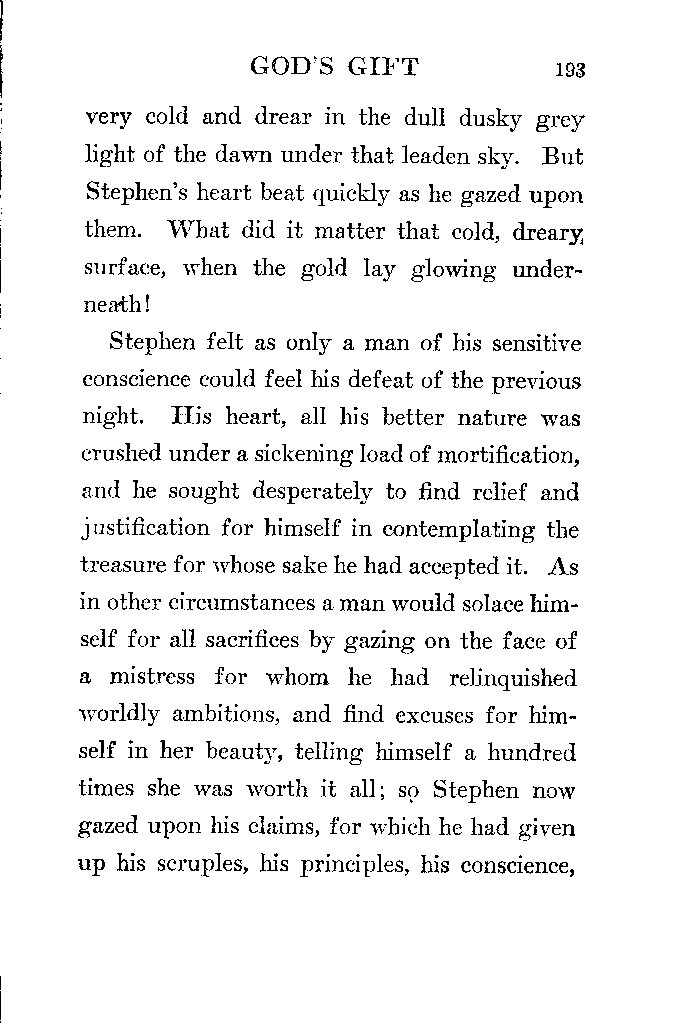 GOD'S GIFT 193
very cold and drear in the dull dusky grey
light of the dawn under that leaden sky. But
Stephen's heart beat quickly as he gazed upon
them. What did it matter that cold, dreary,
surface, when the gold lay glowing under-
neath!
Stephen felt as only a man of his sensitive
conscience could feel his defeat of the previous
night. His heart, all his better nature was
crushed under a sickening load of mortification,
and he sought desperately to find relief and
justification for himself in contemplating the
treasure for whose sake he had accepted it. As
in other circumstances a man would solace him-
self for all sacrifices by gazing on the face of
a mistress for whom he had relinquished
worldly ambitions, and find excuses for him-
self in her beauty, telling himself a hundred
times she was worth it all; so Stephen now
gazed upon his claims, for which he had given
up his scruples, his principles, his conscience,